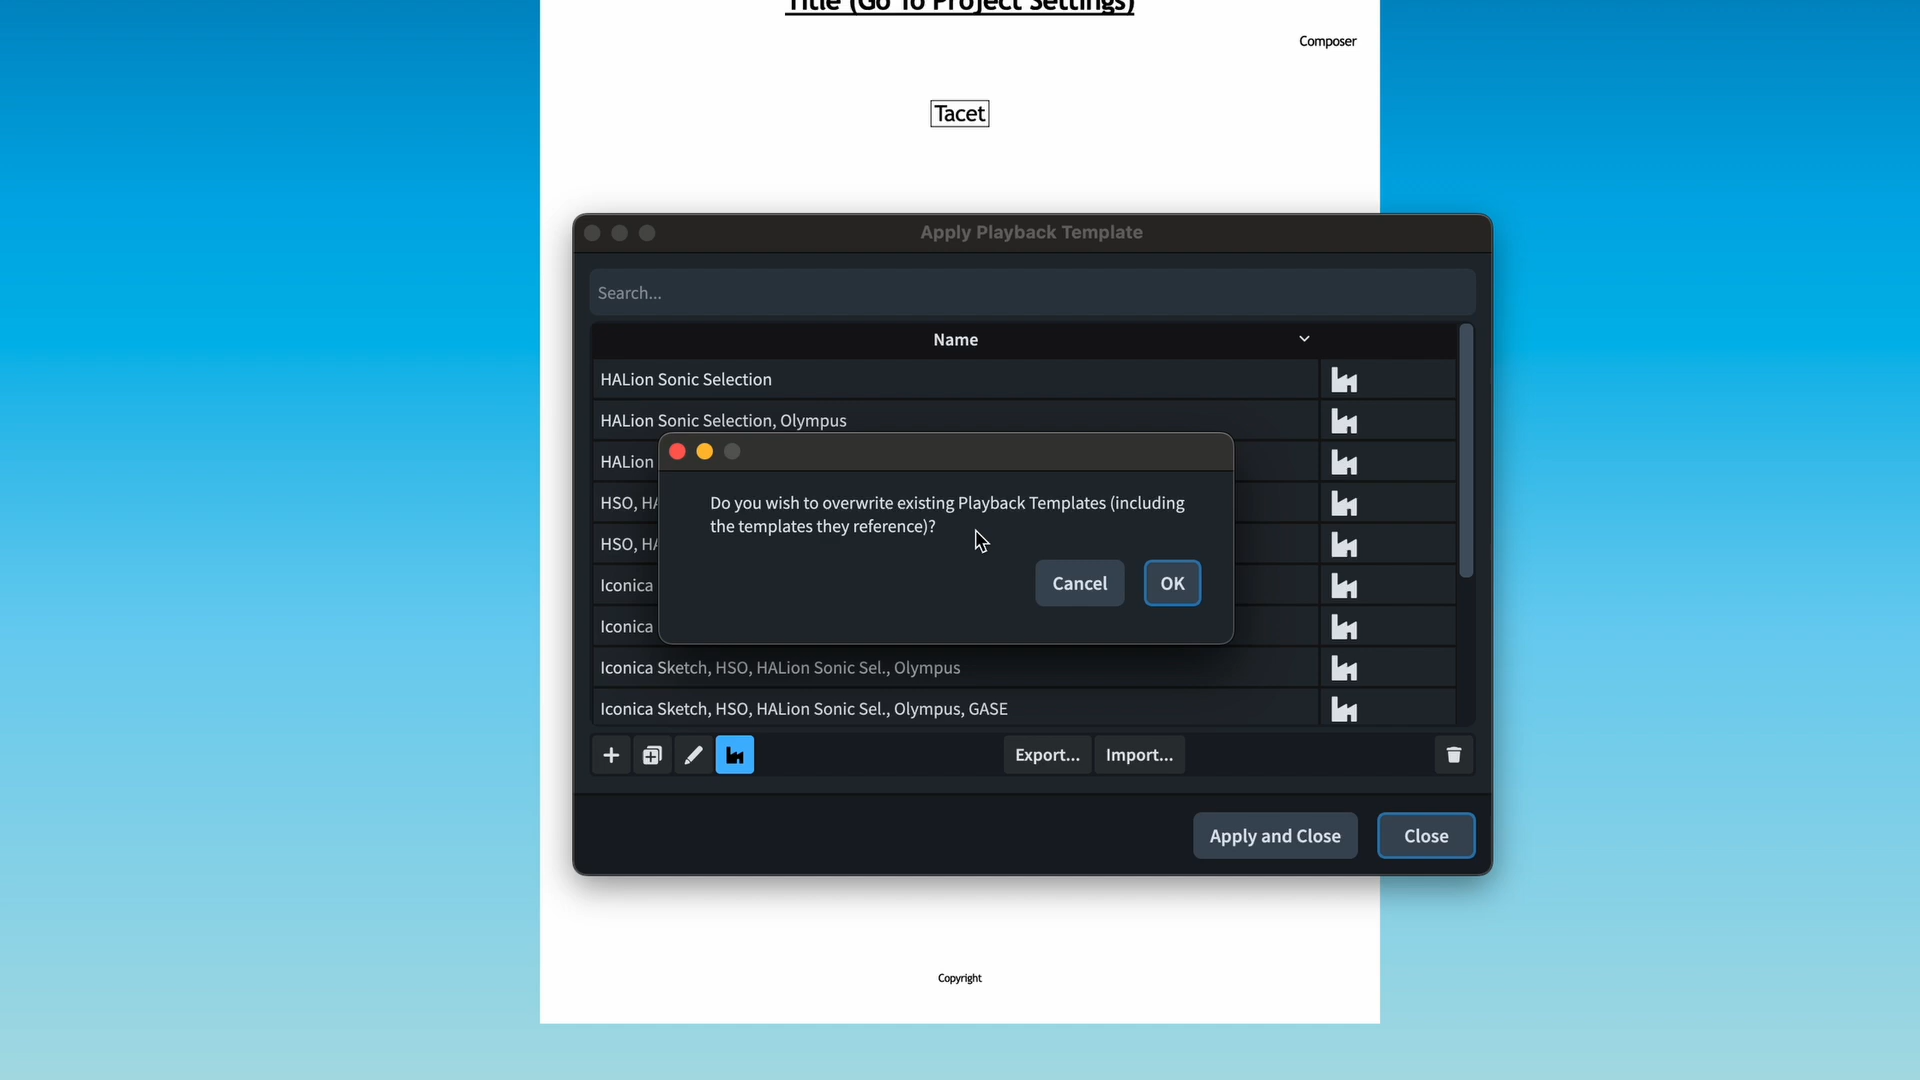 Title (Go To Project Settings)
Composer
Tacet
Apply Playback Template
Search...
Name
HALion Sonic Selection
HALion Sonic Selection, Olympus
HALion
HSO, HA
HSO, HA
Iconica
Iconica
Do you wish to overwrite existing Playback Templates (including
the templates they reference)?
Cancel OK
Iconica Sketch, HSO, HALion Sonic Sel., Olympus
Iconica Sketch, HSO, HALion Sonic Sel., Olympus, GASE
Export... Import...
Apply and Close Close
Copyright